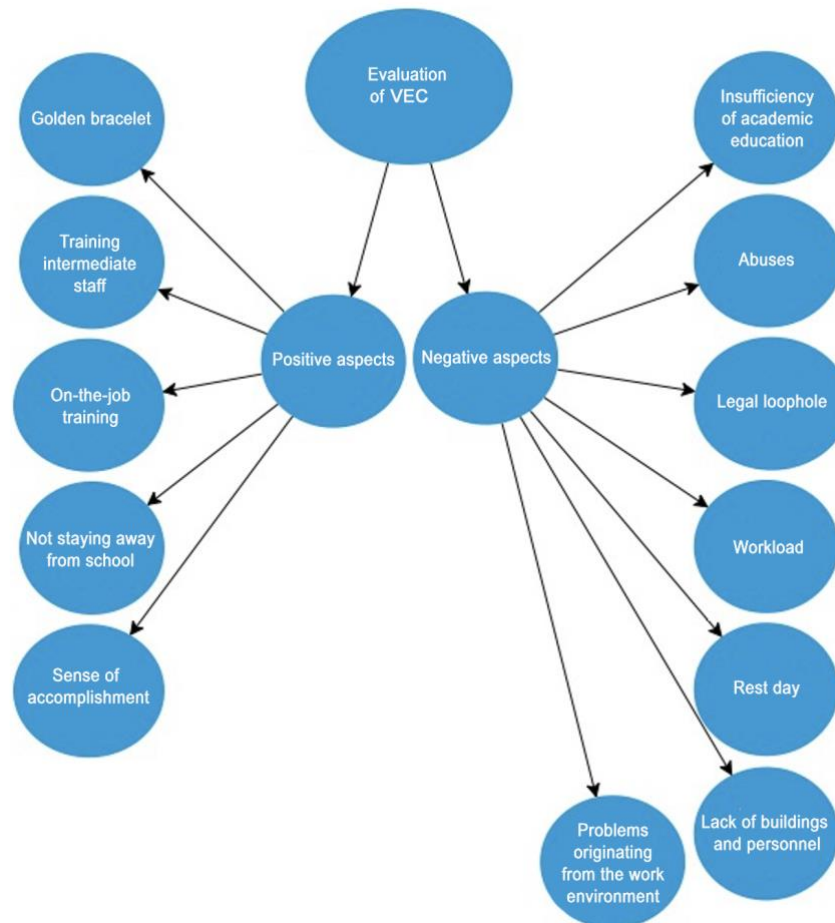 Evaluation
of VEC
Golden bracelet
Training
intermediate
staff
On-the-job
training
Not staying away
from school
Sense of
accomplishment
Positive aspects
Negative aspects
Insufficiency
of academic
education
Abuses
Legal loophole
Workload
Rest day
Lack of buildings
and personnel
Problems
originating
from the work
environment